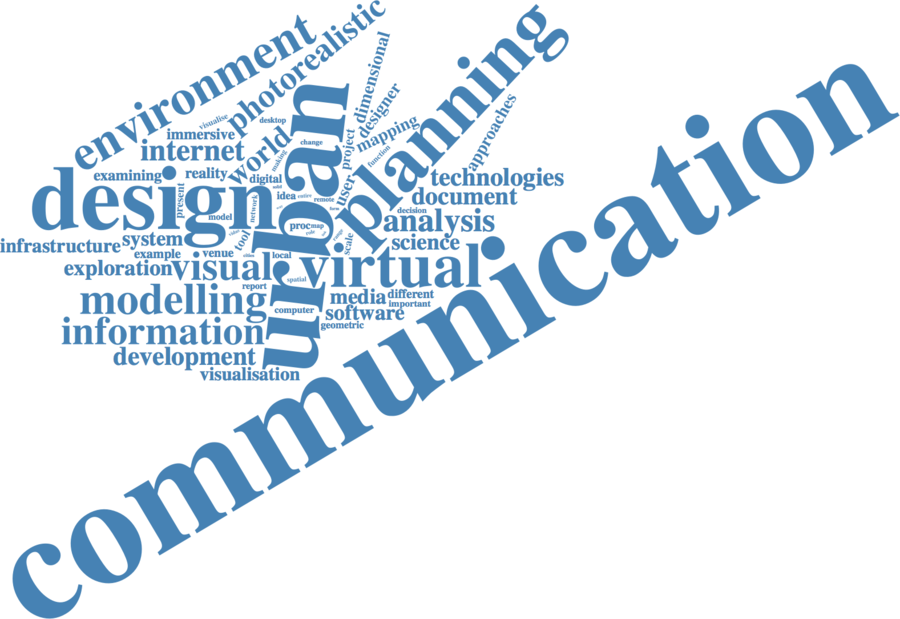 environment
photorealistic
dimensional
planning
communication
visualise
desktop
designer
immersive
world
urban
change
mapping
approaches
internet
making
project
function
examining
reality
digital
technologies
design
present
idea
remote
user
document
model
network
decision
analysis
infrastructure
system
tool
proc
map
scale
science
example
venue
local
exploration
visual
spatial
virtual
report
modelling
media
different
important
computer
software
information
geometric
development
visualisation